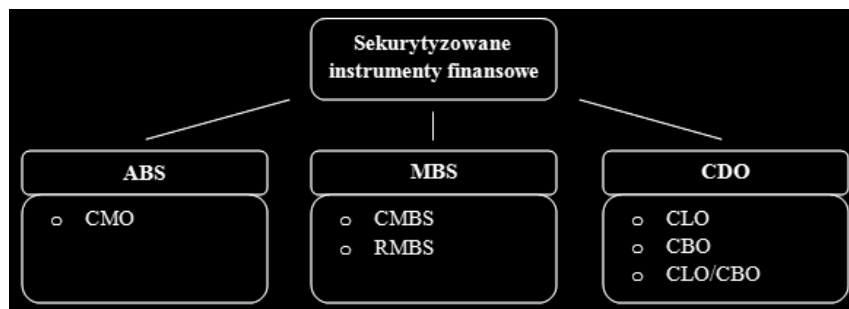 Sekurytyzowane
instrumenty finansowe
ABS
MBS
CDO
CMO
CMBS
RMBS
CLO
CBO
CLO/CBO